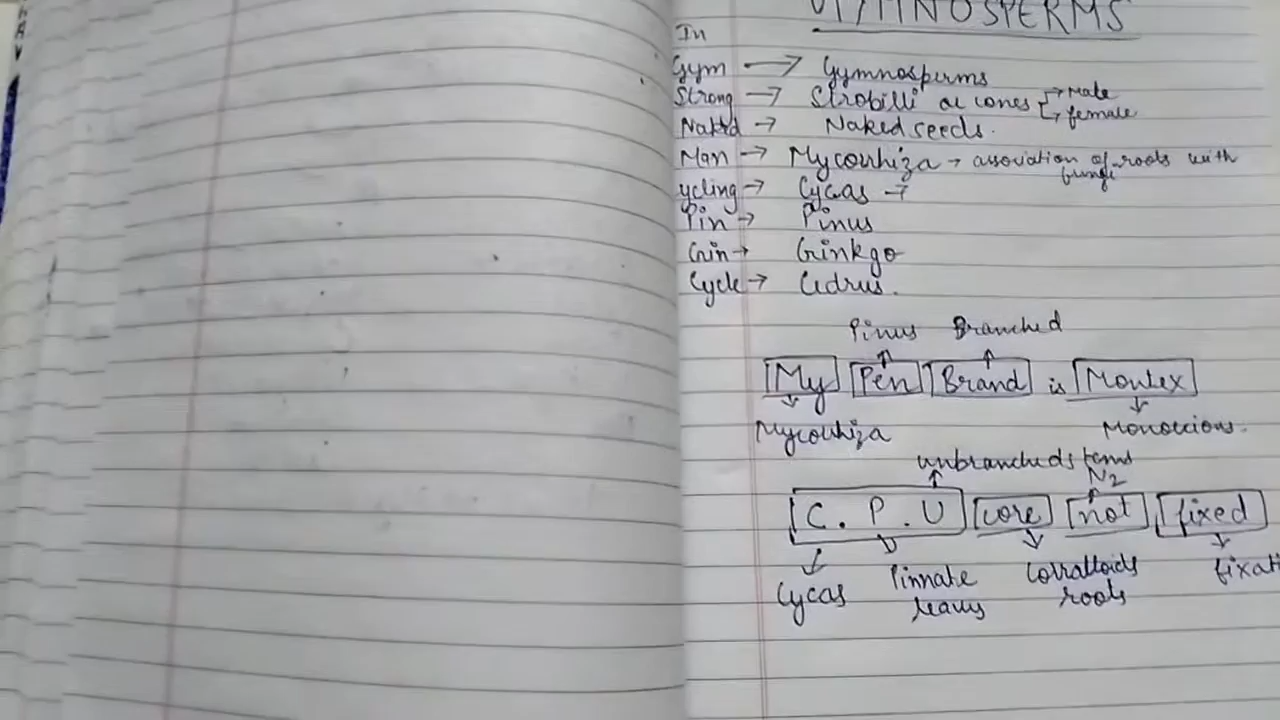 GYMNOSPERMS
In
Gym → Gymnosperms
Strong → Strobilli or cones → Male
→ female
Naked → Naked seeds.
Man → Mycorrhiza → association of roots with
fungi
ycling → Cycas →
Pin → Pinus
Gin → Ginkgo
Cycle → Cedrus.
Pinus Branched
My Pen Brand is Montex
Mycorrhiza Monoecious.
unbranched stems
N2
C. P. U core not fixed
Cycas Pinnate Corralloids fixati
leaves roots